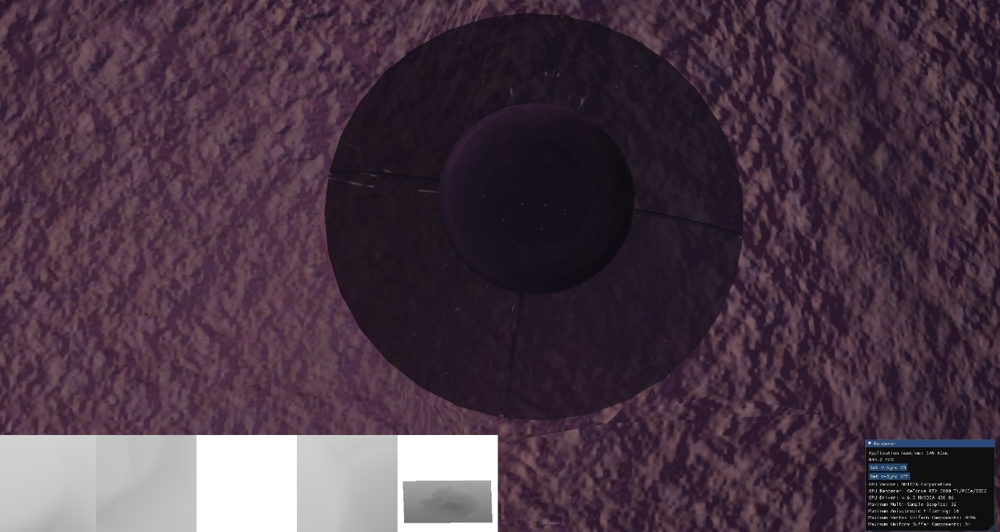 ▼ Renderer
Application Runtime: 145.61ms
844.2 FPS
Set V-Sync ON
Set V-Sync OFF
GPU Vendor: NVIDIA Corporation
GPU Renderer: GeForce RTX 2080 Ti/PCIe/SSE2
GPU Driver: 4.6.0 NVIDIA 456.06
Maximum Multi-Sample Samples: 32
Maximum Anisotropic Filtering: 16
Maximum Vertex Uniform Components: 4096
Maximum Uniform Buffer Components: 84